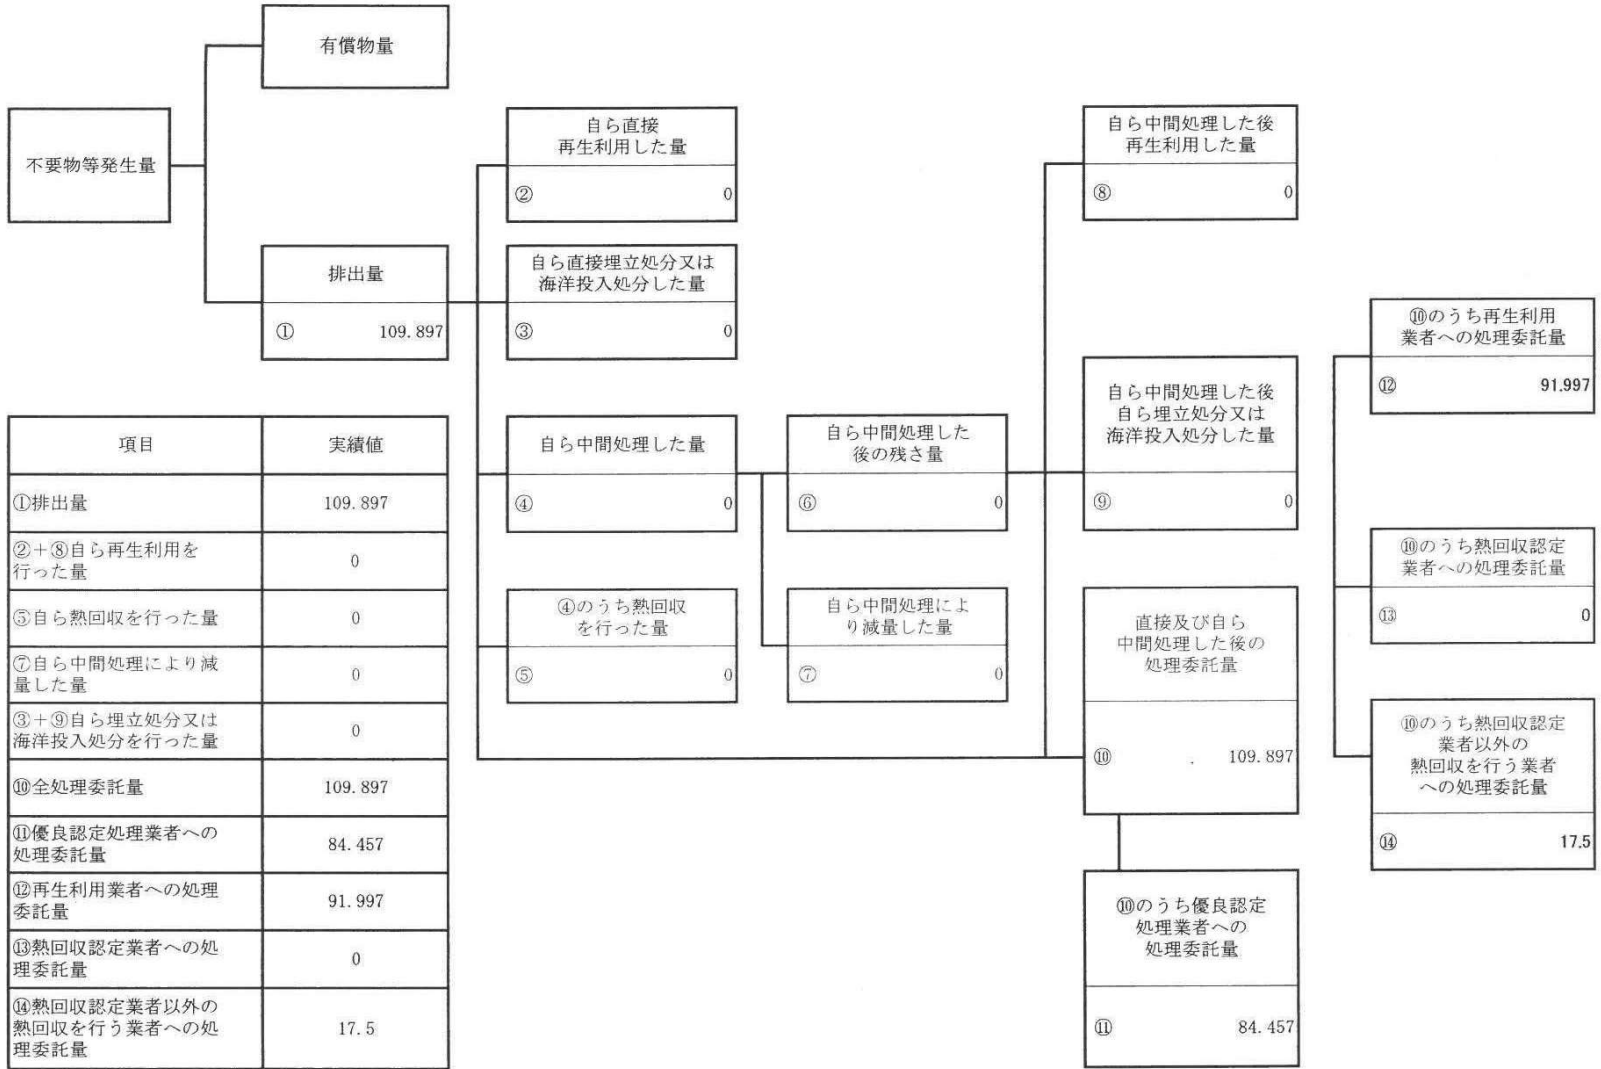 有償物量
不要物等発生量
排出量
① 109.897
自ら直接
再生利用した量
② 0
自ら直接埋立処分又は
海洋投入処分した量
③ 0
自ら中間処理した量
④ 0
④のうち熱回収
を行った量
⑤ 0
自ら中間処理した
後の残さ量
⑥ 0
自ら中間処理によ
り減量した量
⑦ 0
自ら中間処理した後
再生利用した量
⑧ 0
自ら中間処理した後
自ら埋立処分又は
海洋投入処分した量
⑨ 0
直接及び自ら
中間処理した後の
処理委託量
⑩ 109.897
⑩のうち優良認定
処理業者への
処理委託量
⑪ 84.457
⑩のうち再生利用
業者への処理委託量
⑫ 91.997
⑩のうち熱回収認定
業者への処理委託量
⑬ 0
⑩のうち熱回収認定
業者以外の
熱回収を行う業者
への処理委託量
⑭ 17.5
項目 実績値
①排出量 109.897
②+⑧自ら再生利用を
行った量 0
⑤自ら熱回収を行った量 0
⑦自ら中間処理により減
量した量 0
③+⑨自ら埋立処分又は
海洋投入処分を行った量 0
⑩全処理委託量 109.897
⑪優良認定処理業者への
処理委託量 84.457
⑫再生利用業者への処理
委託量 91.997
⑬熱回収認定業者への処
理委託量 0
⑭熱回収認定業者以外の
熱回収を行う業者への処
理委託量 17.5